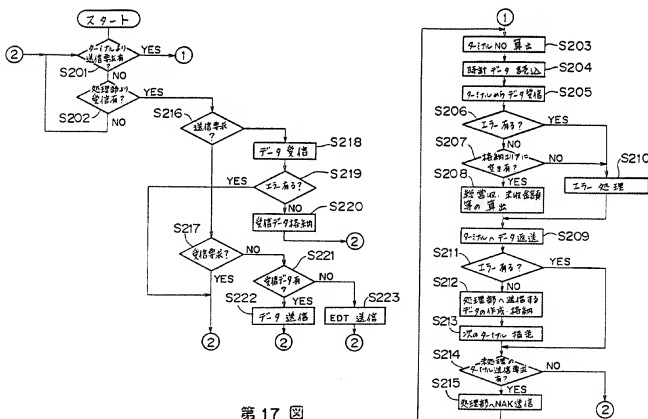 スタート
②
ターミナルより
送信要求有
?
YES
①
S201
NO
処理部より
受信有?
YES
S202
NO
S216
送信要求?
S218
データ受信
S219
YES
エラー有る?
NO
S220
受信データ格納
②
S217
受信要求?
NO
YES
S221
受信データ有
?
NO
YES
S222
データ 送信
S223
EDT 送信
②
②
②
第17図
①
ターミナルNO 算出
S203
時計データ 読込
S204
ターミナルからデータ受信
S205
S206
エラー有る?
YES
NO
S207
格納エリアに
空き有?
NO
S208
YES
S210
エラー処理
総営収・未収金額
等の算出
ターミナルへデータ返送
S209
S211
エラー有る?
YES
NO
S212
処理部へ送信する
データの作成・格納
S213
次のターミナル 指定
S214
未処理の
ターミナル送信要求
有?
NO
YES
②
S215
処理部へNAK送信